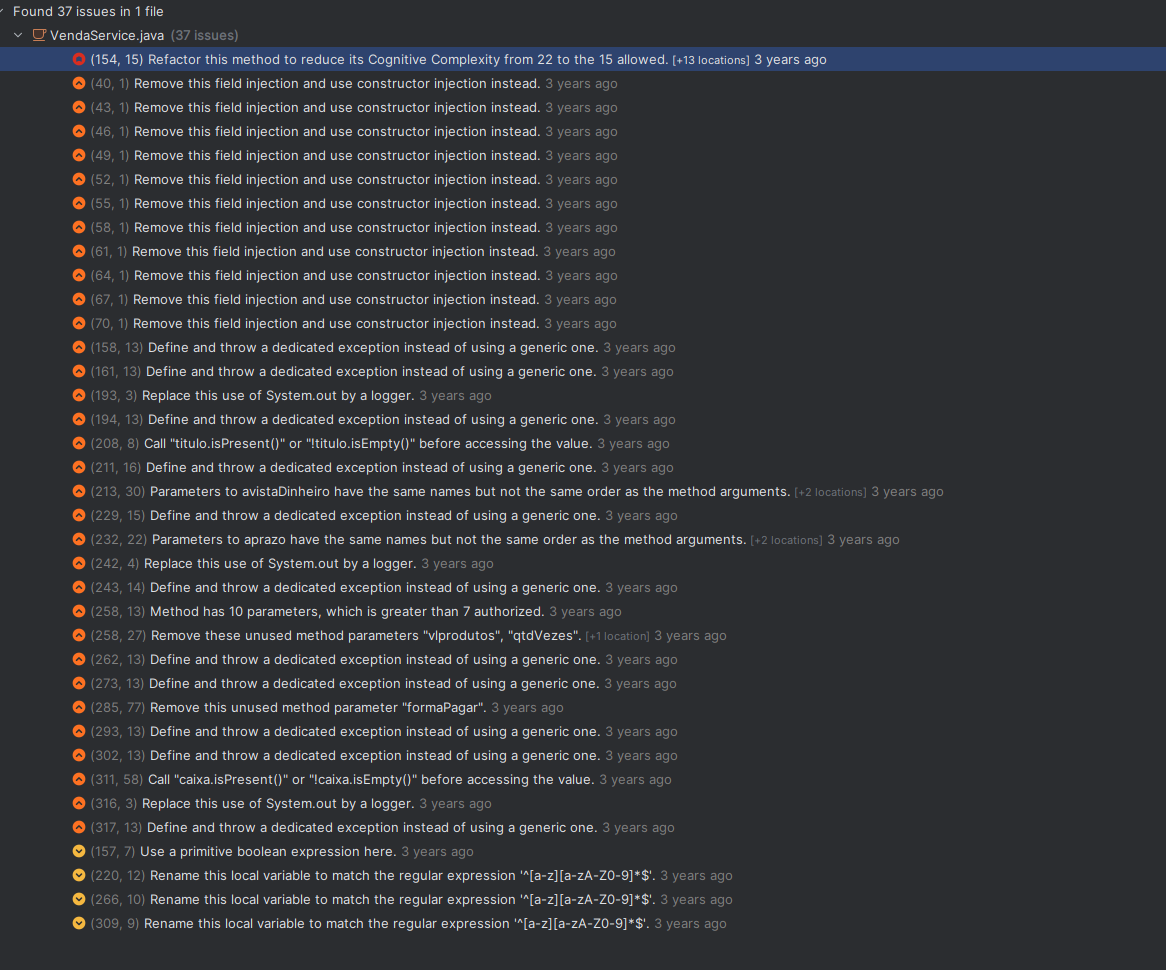 Found 37 issues in 1 file
VendaService.java (37 issues)
(154, 15) Refactor this method to reduce its Cognitive Complexity from 22 to the 15 allowed. [+13 locations] 3 years ago
(40, 1) Remove this field injection and use constructor injection instead. 3 years ago
(43, 1) Remove this field injection and use constructor injection instead. 3 years ago
(46, 1) Remove this field injection and use constructor injection instead. 3 years ago
(49, 1) Remove this field injection and use constructor injection instead. 3 years ago
(52, 1) Remove this field injection and use constructor injection instead. 3 years ago
(55, 1) Remove this field injection and use constructor injection instead. 3 years ago
(58, 1) Remove this field injection and use constructor injection instead. 3 years ago
(61, 1) Remove this field injection and use constructor injection instead. 3 years ago
(64, 1) Remove this field injection and use constructor injection instead. 3 years ago
(67, 1) Remove this field injection and use constructor injection instead. 3 years ago
(70, 1) Remove this field injection and use constructor injection instead. 3 years ago
(158, 13) Define and throw a dedicated exception instead of using a generic one. 3 years ago
(161, 13) Define and throw a dedicated exception instead of using a generic one. 3 years ago
(193, 3) Replace this use of System.out by a logger. 3 years ago
(194, 13) Define and throw a dedicated exception instead of using a generic one. 3 years ago
(208, 8) Call "titulo.isPresent()" or "!titulo.isEmpty()" before accessing the value. 3 years ago
(211, 16) Define and throw a dedicated exception instead of using a generic one. 3 years ago
(213, 30) Parameters to avistaDinheiro have the same names but not the same order as the method arguments. [+2 locations] 3 years ago
(229, 15) Define and throw a dedicated exception instead of using a generic one. 3 years ago
(232, 22) Parameters to aprazo have the same names but not the same order as the method arguments. [+2 locations] 3 years ago
(242, 4) Replace this use of System.out by a logger. 3 years ago
(243, 14) Define and throw a dedicated exception instead of using a generic one. 3 years ago
(258, 13) Method has 10 parameters, which is greater than 7 authorized. 3 years ago
(258, 27) Remove these unused method parameters "vlprodutos", "qtdVezes". [+1 location] 3 years ago
(262, 13) Define and throw a dedicated exception instead of using a generic one. 3 years ago
(273, 13) Define and throw a dedicated exception instead of using a generic one. 3 years ago
(285, 77) Remove this unused method parameter "formaPagar". 3 years ago
(293, 13) Define and throw a dedicated exception instead of using a generic one. 3 years ago
(302, 13) Define and throw a dedicated exception instead of using a generic one. 3 years ago
(311, 58) Call "caixa.isPresent()" or "!caixa.isEmpty()" before accessing the value. 3 years ago
(316, 3) Replace this use of System.out by a logger. 3 years ago
(317, 13) Define and throw a dedicated exception instead of using a generic one. 3 years ago
(157, 7) Use a primitive boolean expression here. 3 years ago
(220, 12) Rename this local variable to match the regular expression '^[a-z][a-zA-Z0-9]*$'. 3 years ago
(266, 10) Rename this local variable to match the regular expression '^[a-z][a-zA-Z0-9]*$'. 3 years ago
(309, 9) Rename this local variable to match the regular expression '^[a-z][a-zA-Z0-9]*$'. 3 years ago